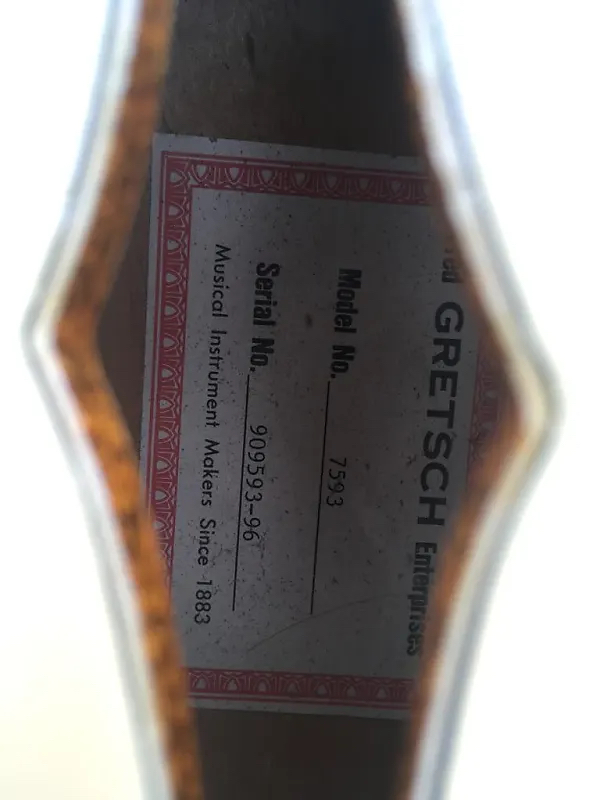 GRETSCH Enterprises
Model No. 7593
Serial No. 909593-96
Musical Instrument Makers Since 1883